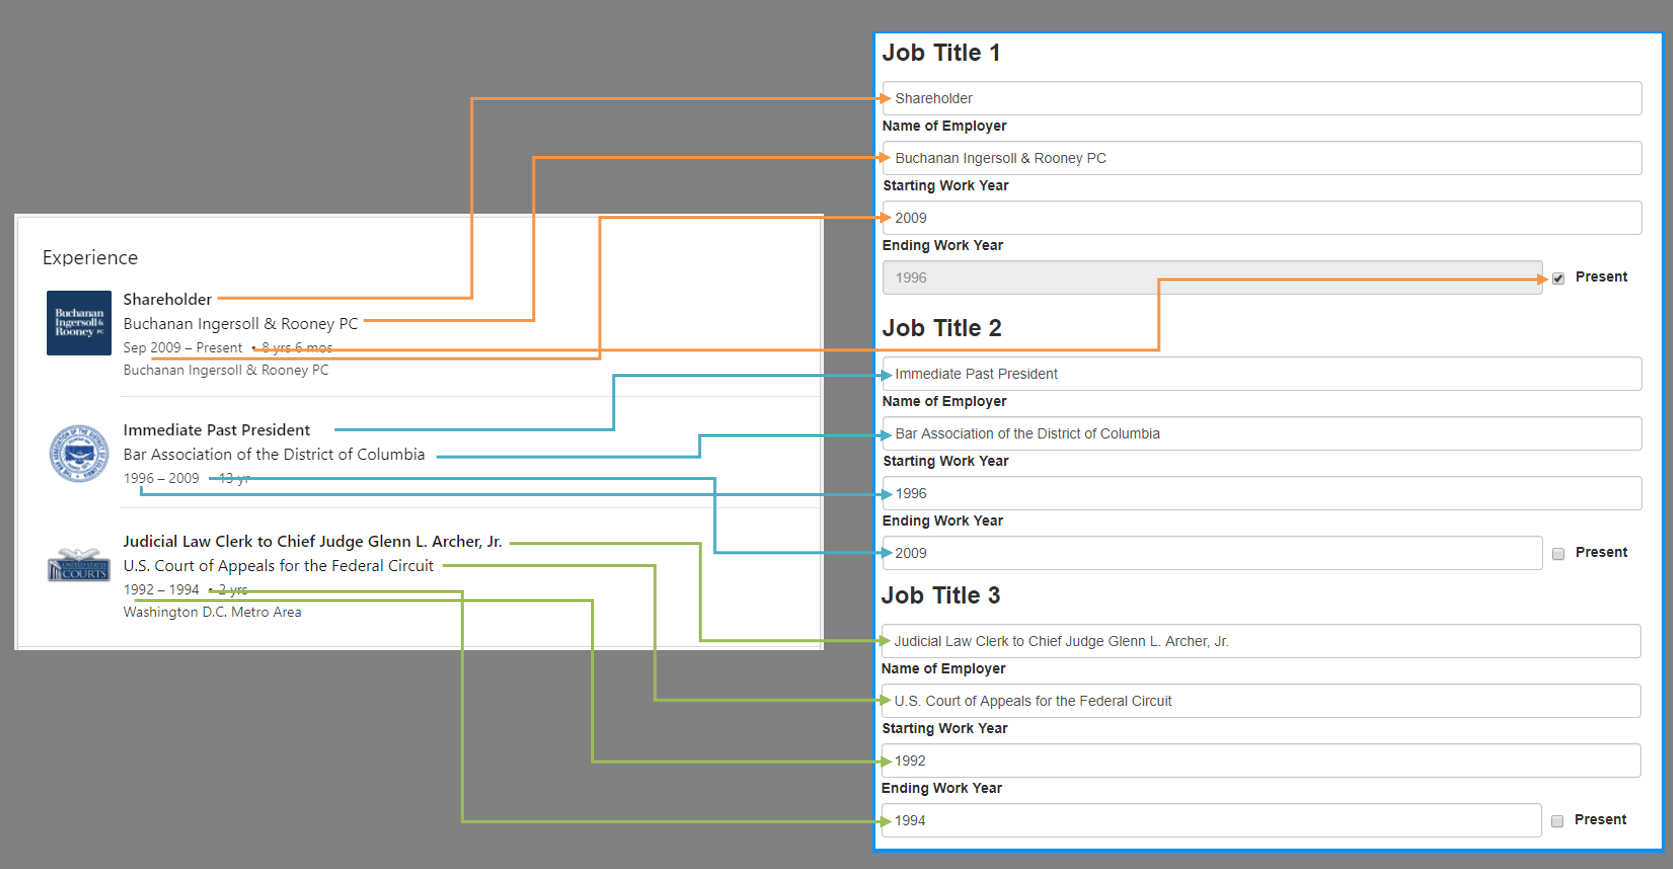 Experience
Buchanan
Ingersoll &
Rooney PC
Shareholder
Buchanan Ingersoll & Rooney PC
Sep 2009 – Present • 8 yrs 6 mos
Buchanan Ingersoll & Rooney PC
Immediate Past President
Bar Association of the District of Columbia
1996 – 2009 13 yr
UNITED STATES
COURTS
Judicial Law Clerk to Chief Judge Glenn L. Archer, Jr.
U.S. Court of Appeals for the Federal Circuit
1992 – 1994 • 2 yrs
Washington D.C. Metro Area
Job Title 1
Shareholder
Name of Employer
Buchanan Ingersoll & Rooney PC
Starting Work Year
2009
Ending Work Year
1996
Present
Job Title 2
Immediate Past President
Name of Employer
Bar Association of the District of Columbia
Starting Work Year
1996
Ending Work Year
2009
Present
Job Title 3
Judicial Law Clerk to Chief Judge Glenn L. Archer, Jr.
Name of Employer
U.S. Court of Appeals for the Federal Circuit
Starting Work Year
1992
Ending Work Year
1994
Present